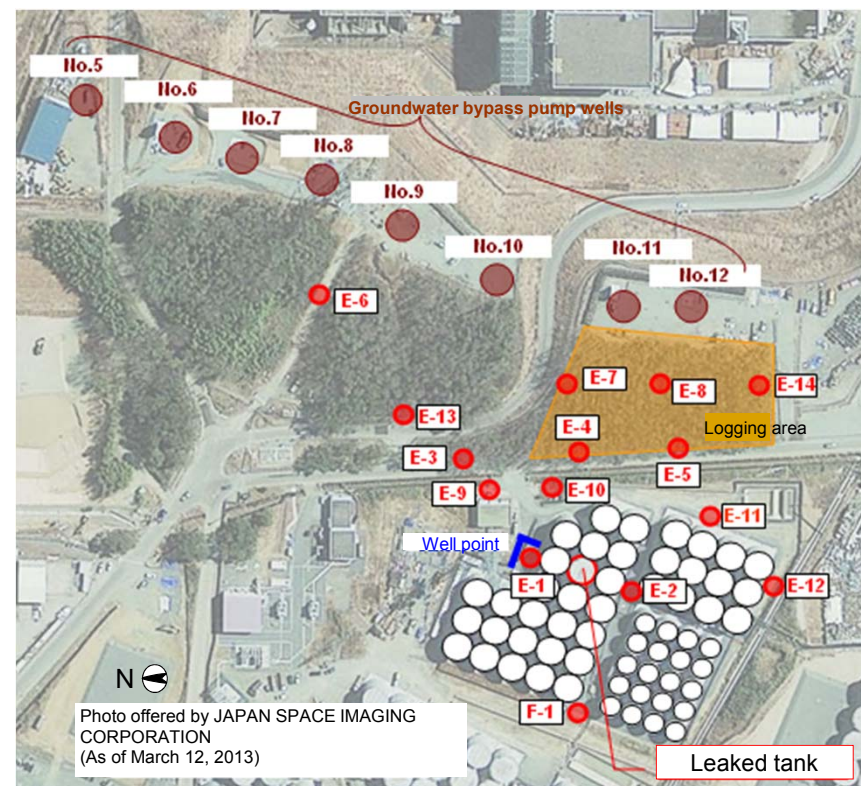 No.5
No.6
No.7
Groundwater bypass pump wells
No.8
No.9
No.10
No.11
No.12
E-6
E-7
E-8
E-14
E-13
Logging area
E-4
E-3
E-5
E-9
E-10
E-11
Well point
E-1
E-2
E-12
N
F-1
Photo offered by JAPAN SPACE IMAGING
CORPORATION
(As of March 12, 2013)
Leaked tank